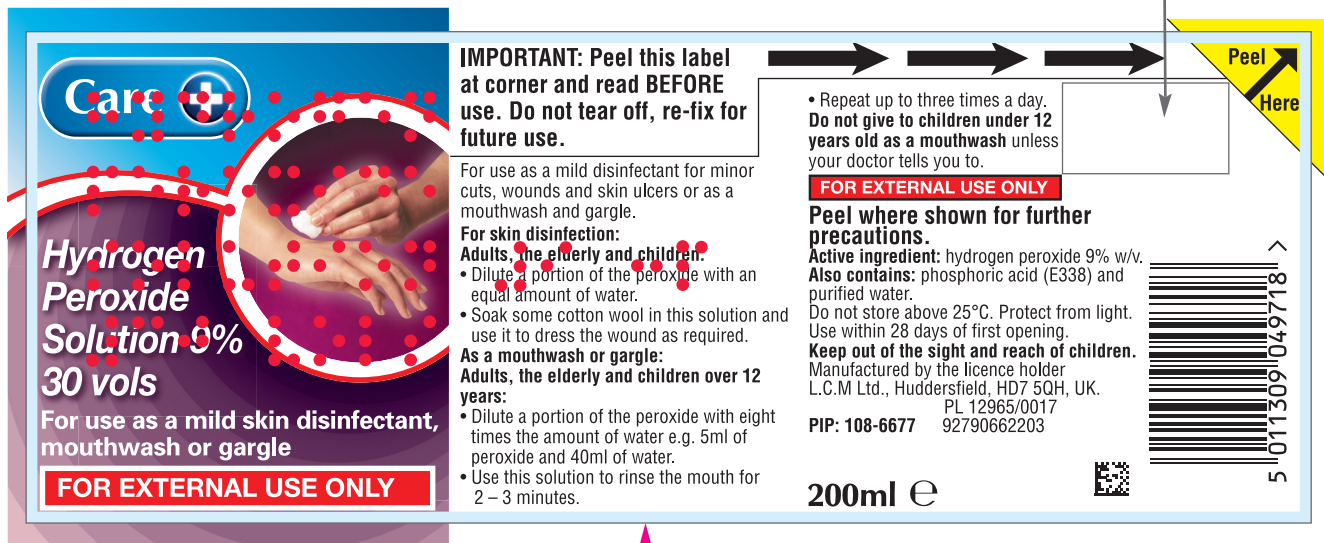 Care
Hydrogen
Peroxide
Solution 9%
30 vols
For use as a mild skin disinfectant,
mouthwash or gargle
FOR EXTERNAL USE ONLY
IMPORTANT: Peel this label
at corner and read BEFORE
use. Do not tear off, re-fix for
future use.
For use as a mild disinfectant for minor
cuts, wounds and skin ulcers or as a
mouthwash and gargle.
For skin disinfection:
Adults, the elderly and children:
• Dilute a portion of the peroxide with an
equal amount of water.
• Soak some cotton wool in this solution and
use it to dress the wound as required.
As a mouthwash or gargle:
Adults, the elderly and children over 12
years:
• Dilute a portion of the peroxide with eight
times the amount of water e.g. 5ml of
peroxide and 40ml of water.
• Use this solution to rinse the mouth for
2 – 3 minutes.
• Repeat up to three times a day.
Do not give to children under 12
years old as a mouthwash unless
your doctor tells you to.
FOR EXTERNAL USE ONLY
Peel where shown for further
precautions.
Active ingredient: hydrogen peroxide 9% w/v.
Also contains: phosphoric acid (E338) and
purified water.
Do not store above 25°C. Protect from light.
Use within 28 days of first opening.
Keep out of the sight and reach of children.
Manufactured by the licence holder
L.C.M Ltd., Huddersfield, HD7 5QH, UK.
PL 12965/0017
PIP: 108-6677 92790662203
200ml ℮
Peel
Here
5 011309 049718 >